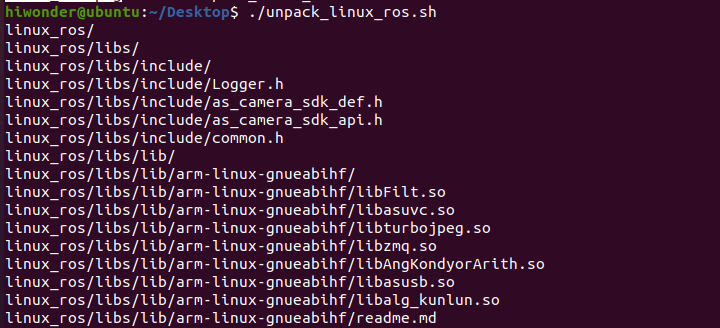 hiwonder@ubuntu:~/Desktop$ ./unpack_linux_ros.sh
linux_ros/
linux_ros/libs/
linux_ros/libs/include/
linux_ros/libs/include/Logger.h
linux_ros/libs/include/as_camera_sdk_def.h
linux_ros/libs/include/as_camera_sdk_api.h
linux_ros/libs/include/common.h
linux_ros/libs/lib/
linux_ros/libs/lib/arm-linux-gnueabihf/
linux_ros/libs/lib/arm-linux-gnueabihf/libFilt.so
linux_ros/libs/lib/arm-linux-gnueabihf/libasuvc.so
linux_ros/libs/lib/arm-linux-gnueabihf/libturbojpeg.so
linux_ros/libs/lib/arm-linux-gnueabihf/libzmq.so
linux_ros/libs/lib/arm-linux-gnueabihf/libAngKondyorArith.so
linux_ros/libs/lib/arm-linux-gnueabihf/libasusb.so
linux_ros/libs/lib/arm-linux-gnueabihf/libalg_kunlun.so
linux_ros/libs/lib/arm-linux-gnueabihf/readme.md